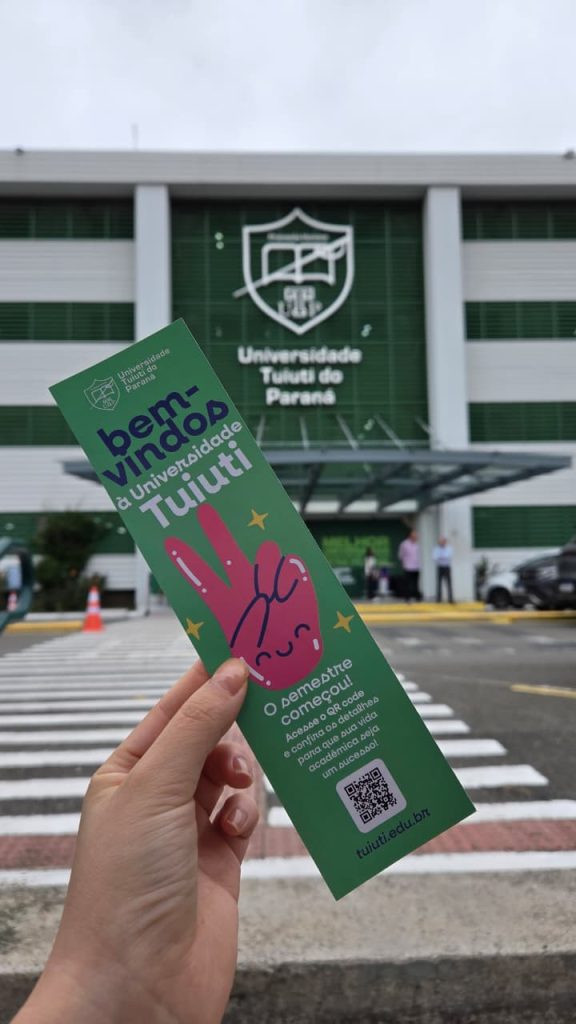 Universidade
Tuiuti do
Paraná
Universidade
Tuiuti do
Paraná
bem-
vindos
à Universidade
Tuiuti
O semestre
começou!
Acesse o QR code
e confira os detalhes
para que sua vida
acadêmica seja
um sucesso!
tuiuti.edu.br
MELHOR